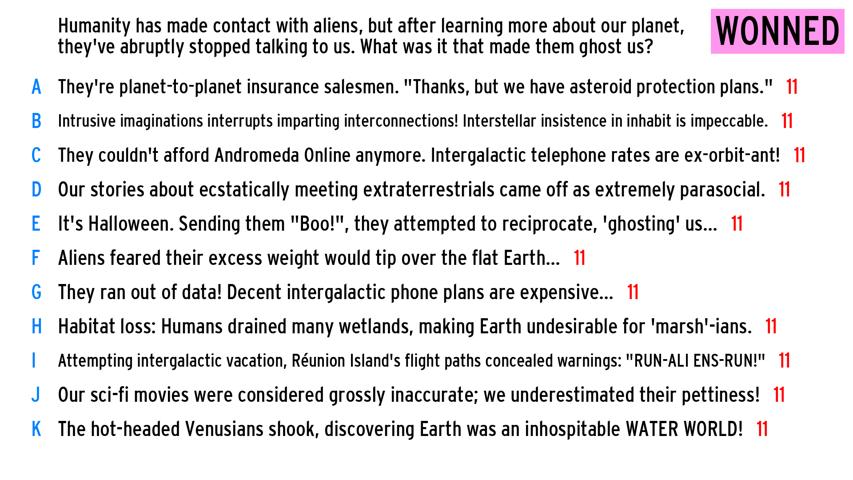 Humanity has made contact with aliens, but after learning more about our planet,
they've abruptly stopped talking to us. What was it that made them ghost us?
WONNED
A They're planet-to-planet insurance salesmen. "Thanks, but we have asteroid protection plans." 11
B Intrusive imaginations interrupts imparting interconnections! Interstellar insistence in inhabit is impeccable. 11
C They couldn't afford Andromeda Online anymore. Intergalactic telephone rates are ex-orbit-ant! 11
D Our stories about ecstatically meeting extraterrestrials came off as extremely parasocial. 11
E It's Halloween. Sending them "Boo!", they attempted to reciprocate, 'ghosting' us... 11
F Aliens feared their excess weight would tip over the flat Earth... 11
G They ran out of data! Decent intergalactic phone plans are expensive... 11
H Habitat loss: Humans drained many wetlands, making Earth undesirable for 'marsh'-ians. 11
I Attempting intergalactic vacation, Réunion Island's flight paths concealed warnings: "RUN-ALI ENS-RUN!" 11
J Our sci-fi movies were considered grossly inaccurate; we underestimated their pettiness! 11
K The hot-headed Venusians shook, discovering Earth was an inhospitable WATER WORLD! 11